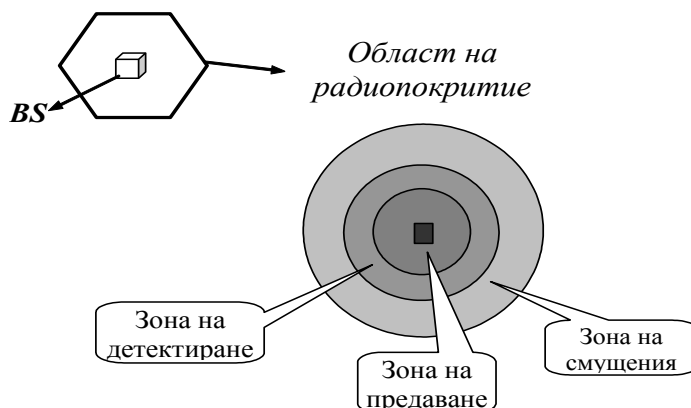 Област на
радиопокритие
BS
Зона на
детектиране
Зона на
предаване
Зона на
смущения